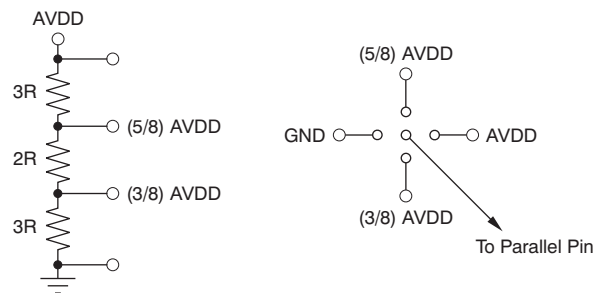 AVDD
3R
(5/8) AVDD
2R
(3/8) AVDD
3R
(5/8) AVDD
GND
AVDD
(3/8) AVDD
To Parallel Pin